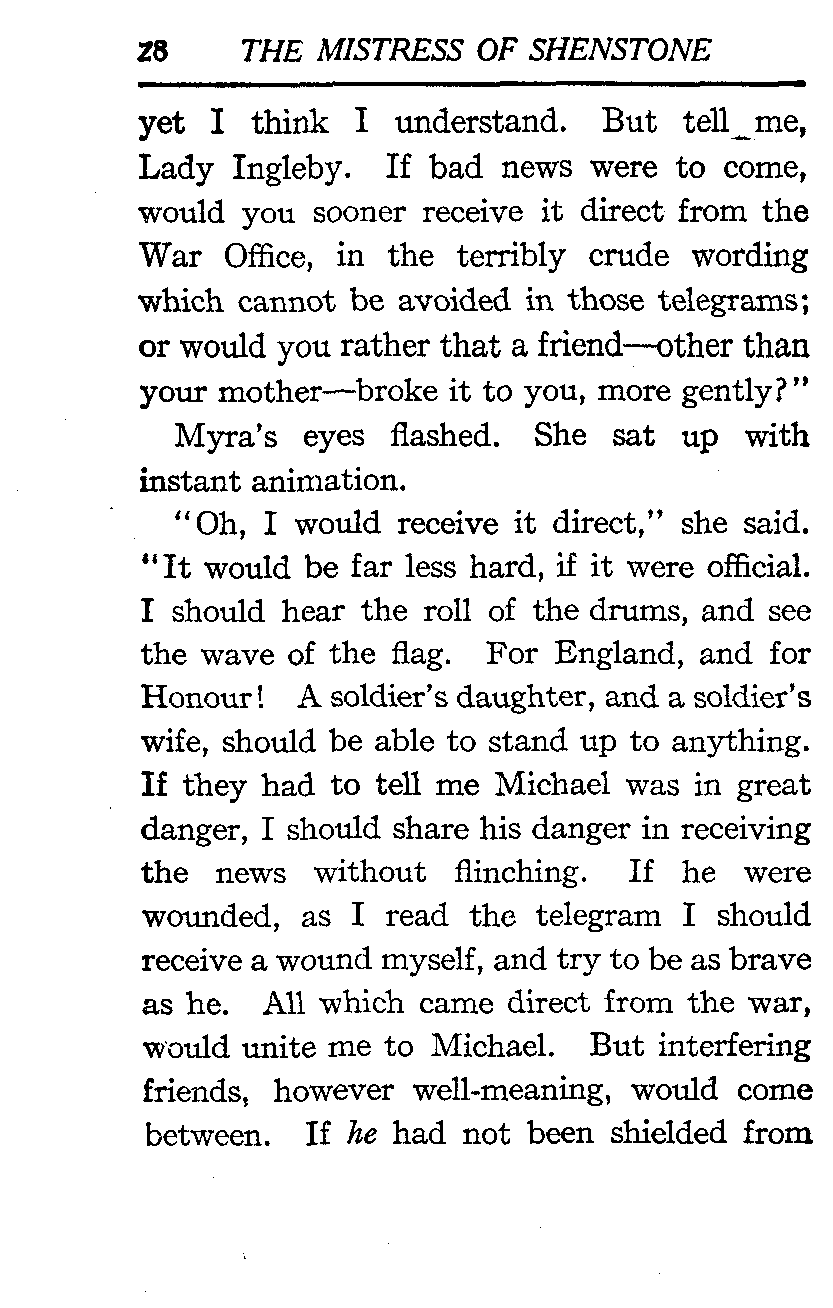 28 THE MISTRESS OF SHENSTONE
yet I think I understand. But tell me,
Lady Ingleby. If bad news were to come,
would you sooner receive it direct from the
War Office, in the terribly crude wording
which cannot be avoided in those telegrams;
or would you rather that a friend—other than
your mother—broke it to you, more gently?"
Myra's eyes flashed. She sat up with
instant animation.
"Oh, I would receive it direct," she said.
"It would be far less hard, if it were official.
I should hear the roll of the drums, and see
the wave of the flag. For England, and for
Honour! A soldier's daughter, and a soldier's
wife, should be able to stand up to anything.
If they had to tell me Michael was in great
danger, I should share his danger in receiving
the news without flinching. If he were
wounded, as I read the telegram I should
receive a wound myself, and try to be as brave
as he. All which came direct from the war,
would unite me to Michael. But interfering
friends, however well-meaning, would come
between. If he had not been shielded from